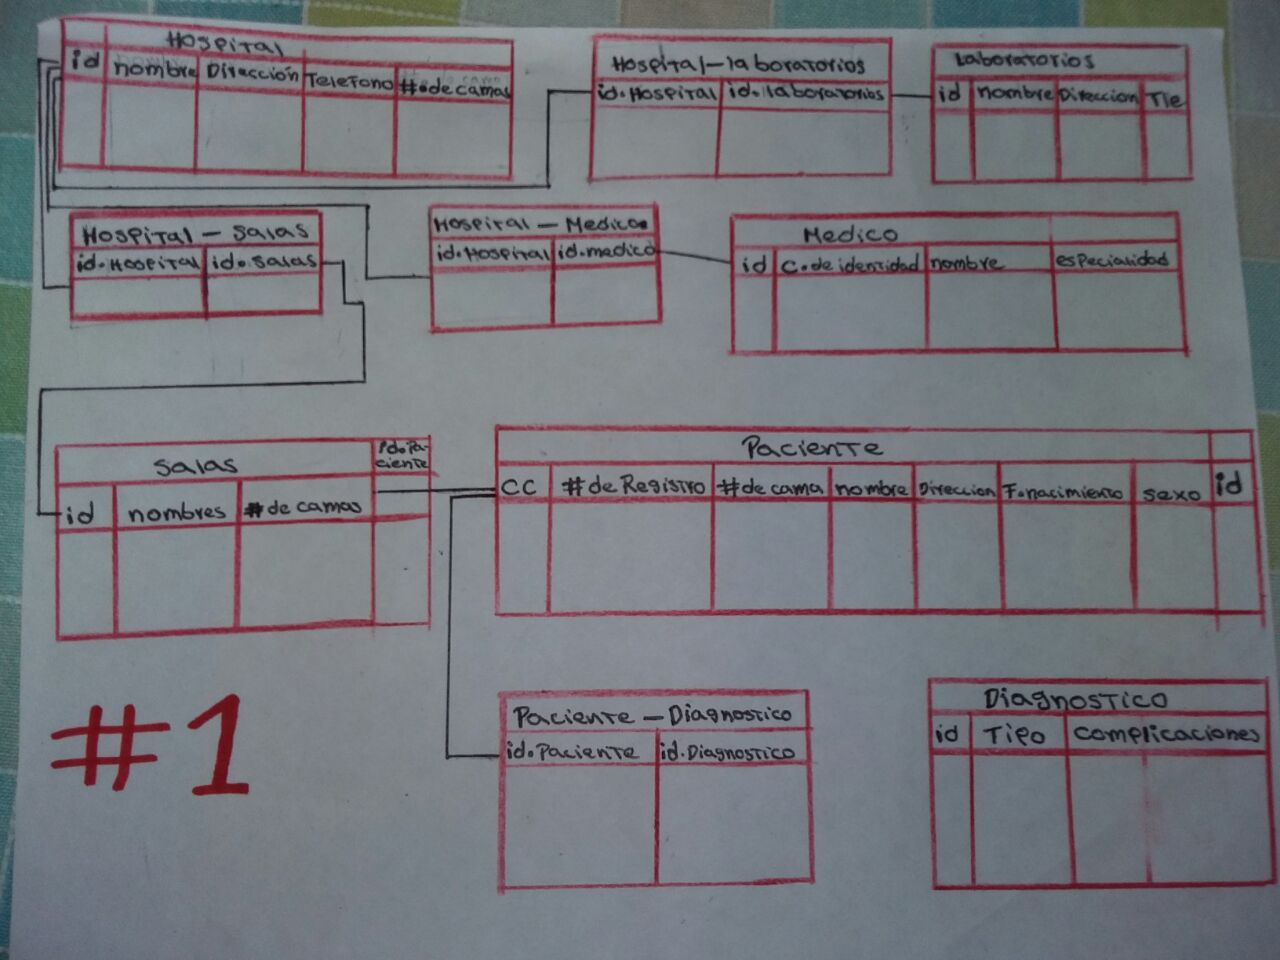 Hospital
id nombre Dirección Telefono #.de camas
Hospital-laboratorios
id.Hospital id.laboratorios
Laboratorios
id nombre Direccion Tle
Hospital - Salas
id.Hospital id.salas
Hospital - Medicos
id.Hospital id.medico
Medico
id C.de identidad nombre especialidad
Salas
id.Pa-
ciente
id nombres #de camas
Paciente
CC #de Registro #de cama nombre Direccion F.nacimiento sexo id
#1
Paciente - Diagnostico
id.Paciente id.Diagnostico
Diagnostico
id Tipo complicaciones